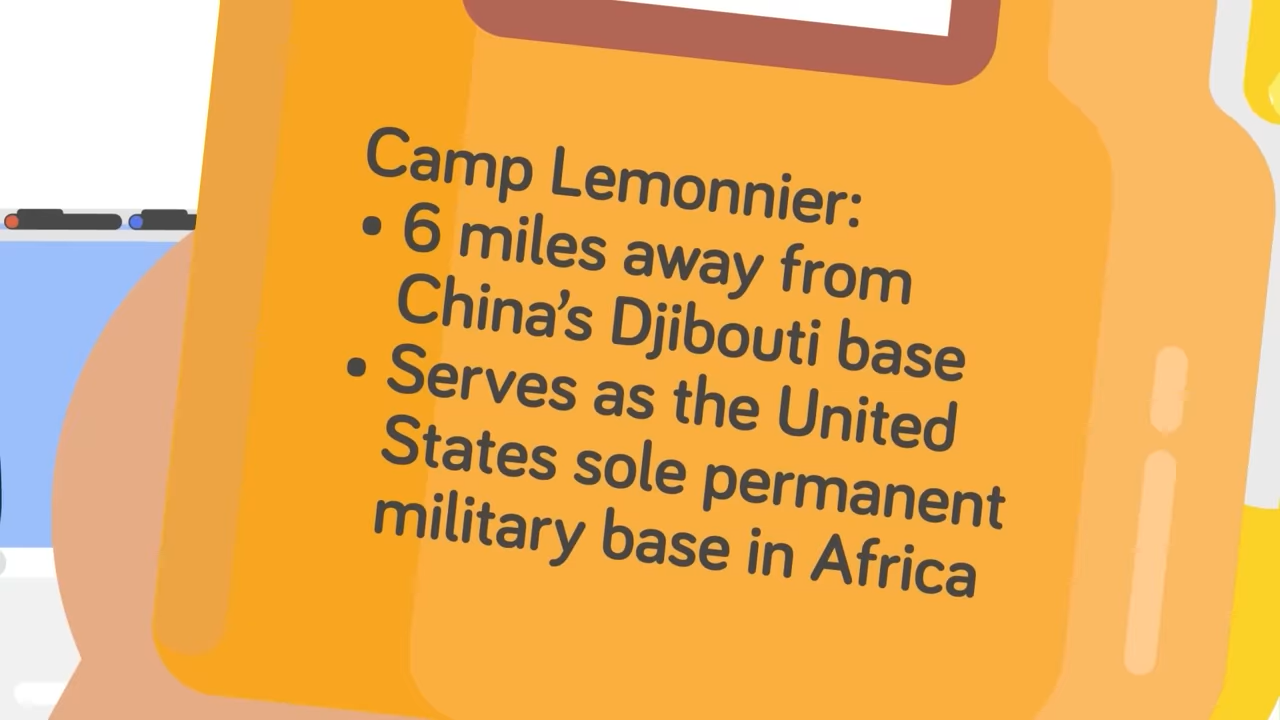 Camp Lemonnier:
• 6 miles away from
China's Djibouti base
• Serves as the United
States sole permanent
military base in Africa